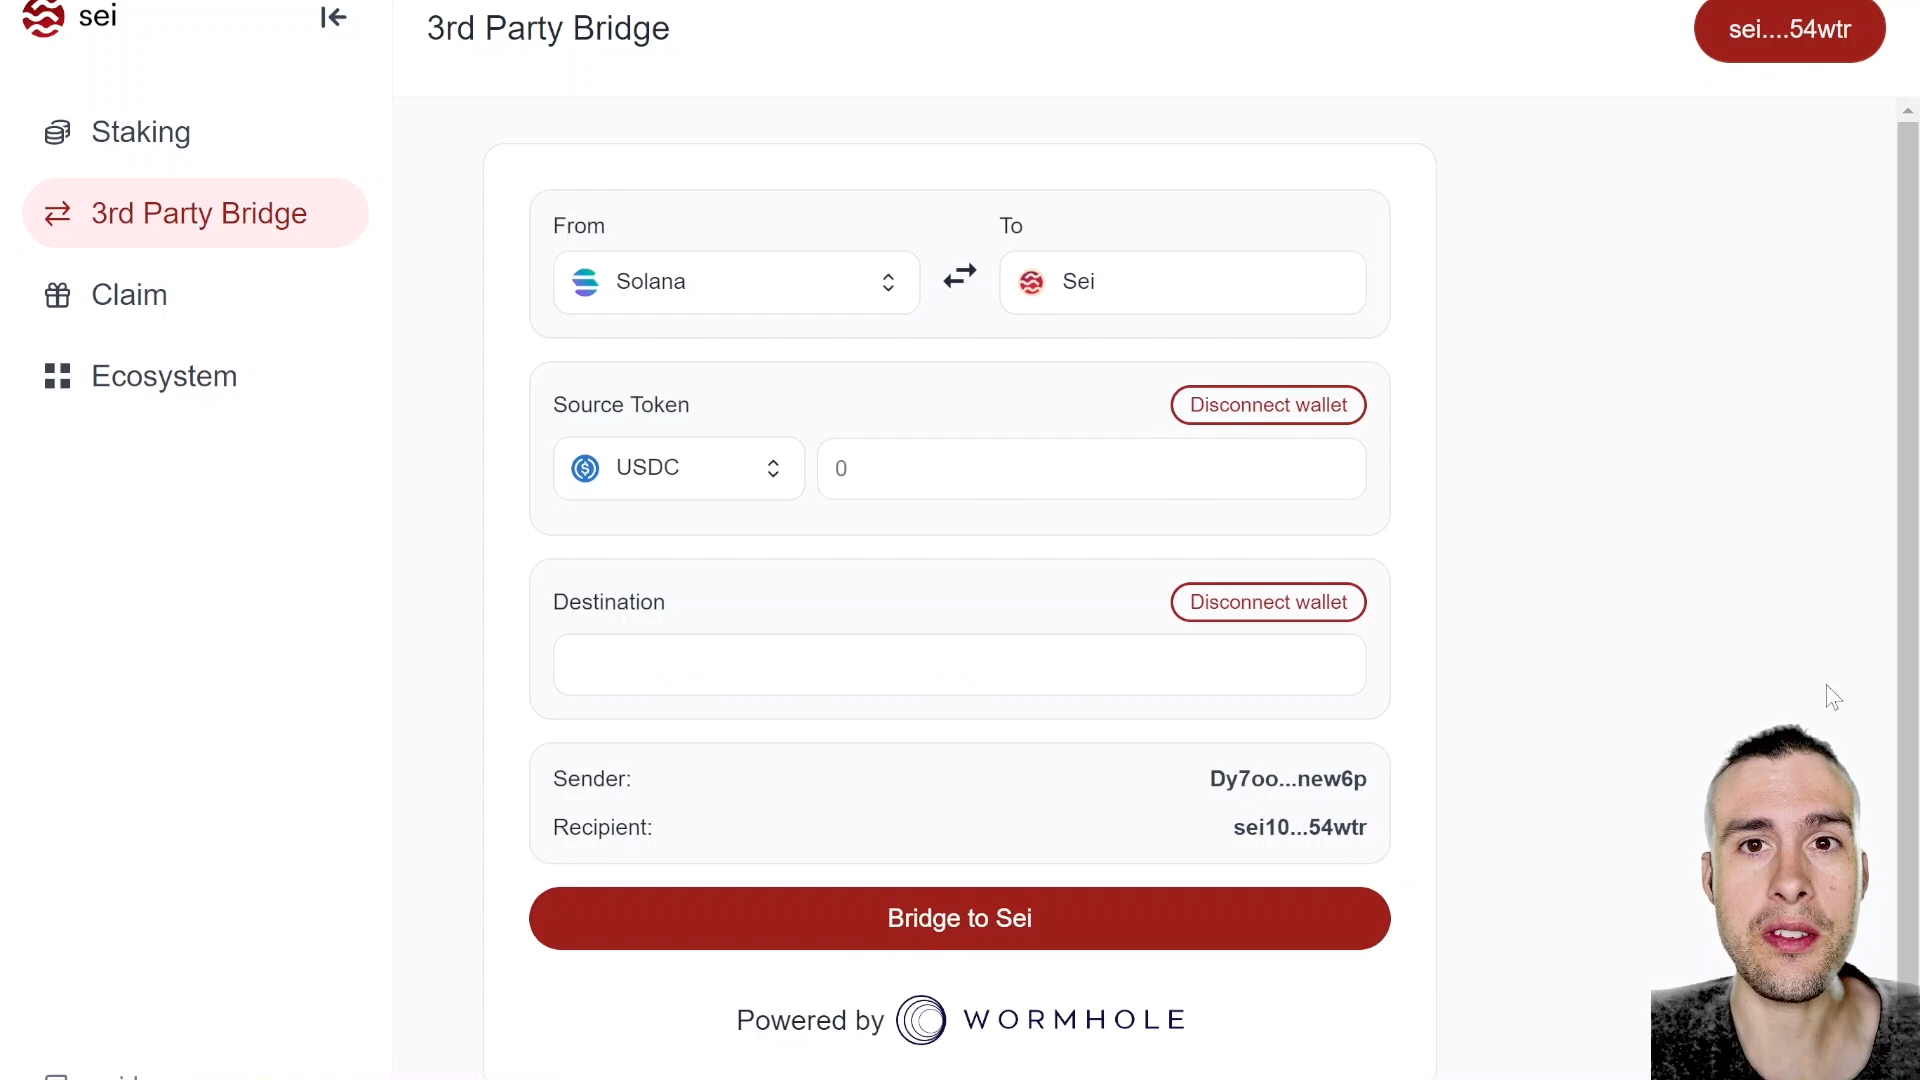 sei
3rd Party Bridge
sei....54wtr
Staking
3rd Party Bridge
Claim
Ecosystem
From
To
Solana
Sei
Source Token
Disconnect wallet
USDC
0
Destination
Disconnect wallet
Sender:
Dy7oo...new6p
Recipient:
sei10...54wtr
Bridge to Sei
Powered by WORMHOLE